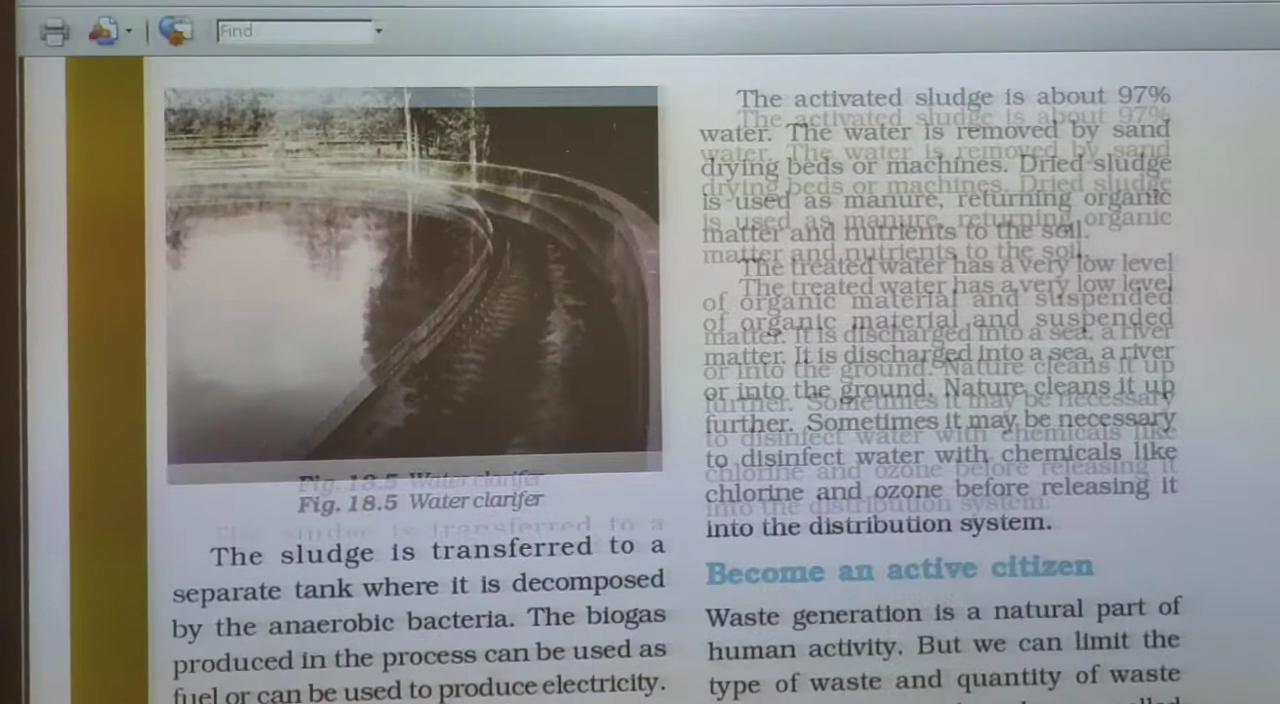 Find
Fig. 18.5 Water clarifer
The sludge is transferred to a
separate tank where it is decomposed
by the anaerobic bacteria. The biogas
produced in the process can be used as
fuel or can be used to produce electricity.
The activated sludge is about 97%
water. The water is removed by sand
drying beds or machines. Dried sludge
is used as manure, returning organic
matter and nutrients to the soil.
The treated water has a very low level
of organic material and suspended
matter. It is discharged into a sea, a river
or into the ground. Nature cleans it up
further. Sometimes it may be necessary
to disinfect water with chemicals like
chlorine and ozone before releasing it
into the distribution system.
Become an active citizen
Waste generation is a natural part of
human activity. But we can limit the
type of waste and quantity of waste